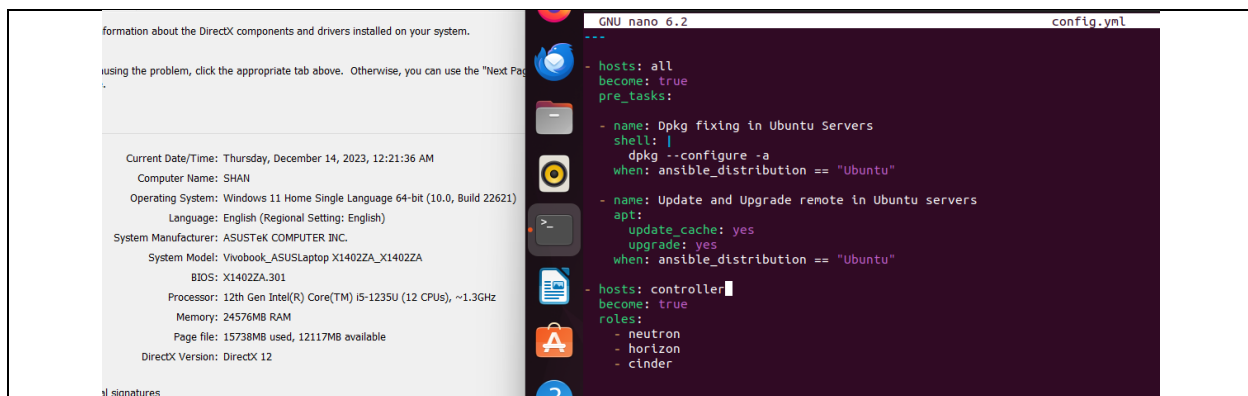 formation about the DirectX components and drivers installed on your system.
using the problem, click the appropriate tab above. Otherwise, you can use the "Next Pag
Current Date/Time: Thursday, December 14, 2023, 12:21:36 AM
Computer Name: SHAN
Operating System: Windows 11 Home Single Language 64-bit (10.0, Build 22621)
Language: English (Regional Setting: English)
System Manufacturer: ASUSTeK COMPUTER INC.
System Model: Vivobook_ASUSLaptop X1402ZA_X1402ZA
BIOS: X1402ZA.301
Processor: 12th Gen Intel(R) Core(TM) i5-1235U (12 CPUs), ~1.3GHz
Memory: 24576MB RAM
Page file: 15738MB used, 12117MB available
DirectX Version: DirectX 12
al signatures
GNU nano 6.2 config.yml
---
- hosts: all
  become: true
  pre_tasks:
  - name: Dpkg fixing in Ubuntu Servers
    shell: |
      dpkg --configure -a
    when: ansible_distribution == "Ubuntu"
  - name: Update and Upgrade remote in Ubuntu servers
    apt:
      update_cache: yes
      upgrade: yes
    when: ansible_distribution == "Ubuntu"
- hosts: controller
  become: true
  roles:
    - neutron
    - horizon
    - cinder